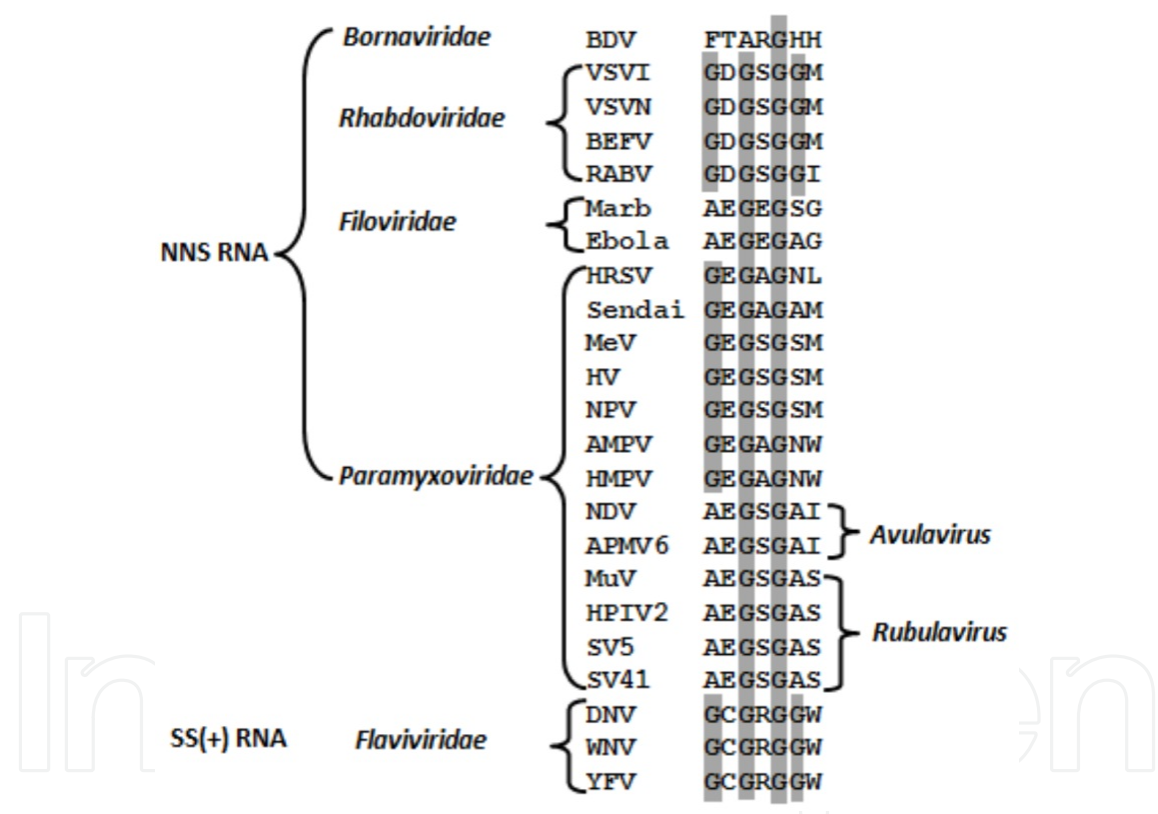 Bornaviridae BDV FTARGHH
VSVI GDGSGGM
Rhabdoviridae VSVN GDGSGGM
BEFV GDGSGGM
RABV GDGSGGI
Filoviridae Marb AEGEGSG
NNS RNA Ebola AEGEGAG
HRSV GEGAGNL
Sendai GEGAGAM
MeV GEGSGSM
HV GEGSGSM
NPV GEGSGSM
AMPV GEGAGNW
Paramyxoviridae HMPV GEGAGNW
NDV AEGSGAI Avulavirus
APMV6 AEGSGAI
MuV AEGSGAS
HPIV2 AEGSGAS Rubulavirus
SV5 AEGSGAS
SV41 AEGSGAS
DNV GCGRGGW
SS(+) RNA Flaviviridae WNV GCGRGGW
YFV GCGRGGW